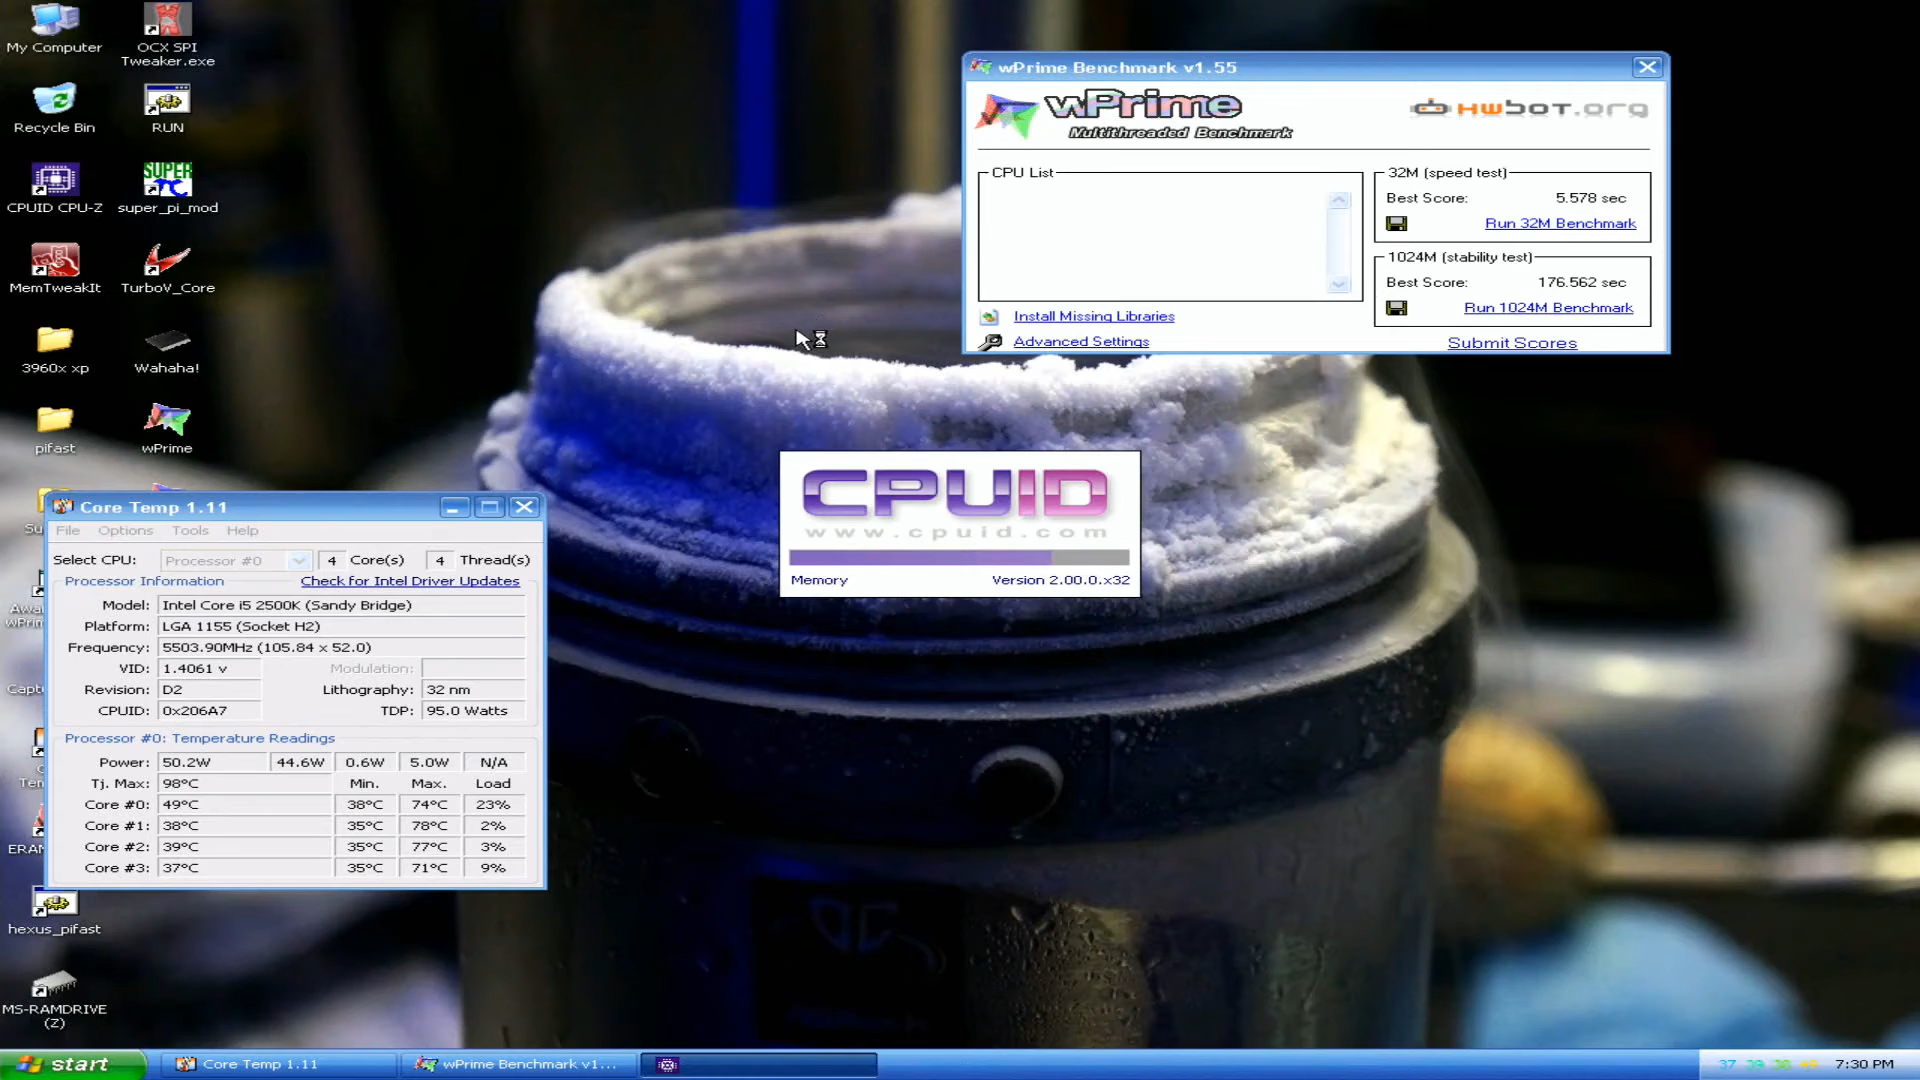 My Computer
OCX SPI
Tweaker.exe
Recycle Bin
RUN
CPUID CPU-Z
SUPER
super_pi_mod
MemTweakIt
TurboV_Core
3960x xp
Wahaha!
pifast
wPrime
hexus_pifast
MS-RAMDRIVE
(Z)
wPrime Benchmark v1.55
wPrime
Multithreaded Benchmark
HWBOT.org
CPU List
32M (speed test)
Best Score: 5.578 sec
Run 32M Benchmark
1024M (stability test)
Best Score: 176.562 sec
Run 1024M Benchmark
Install Missing Libraries
Advanced Settings
Submit Scores
CPUID
www.cpuid.com
Memory Version 2.00.0.x32
Core Temp 1.11
File Options Tools Help
Select CPU: Processor #0 4 Core(s) 4 Thread(s)
Processor Information Check for Intel Driver Updates
Model: Intel Core i5 2500K (Sandy Bridge)
Platform: LGA 1155 (Socket H2)
Frequency: 5503.90MHz (105.84 x 52.0)
VID: 1.4061 v Modulation:
Revision: D2 Lithography: 32 nm
CPUID: 0x206A7 TDP: 95.0 Watts
Processor #0: Temperature Readings
Power: 50.2W 44.6W 0.6W 5.0W N/A
Tj. Max: 98°C Min. Max. Load
Core #0: 49°C 38°C 74°C 23%
Core #1: 38°C 35°C 78°C 2%
Core #2: 39°C 35°C 77°C 3%
Core #3: 37°C 35°C 71°C 9%
start
Core Temp 1.11
wPrime Benchmark v1...
37 39 38 49 7:30 PM